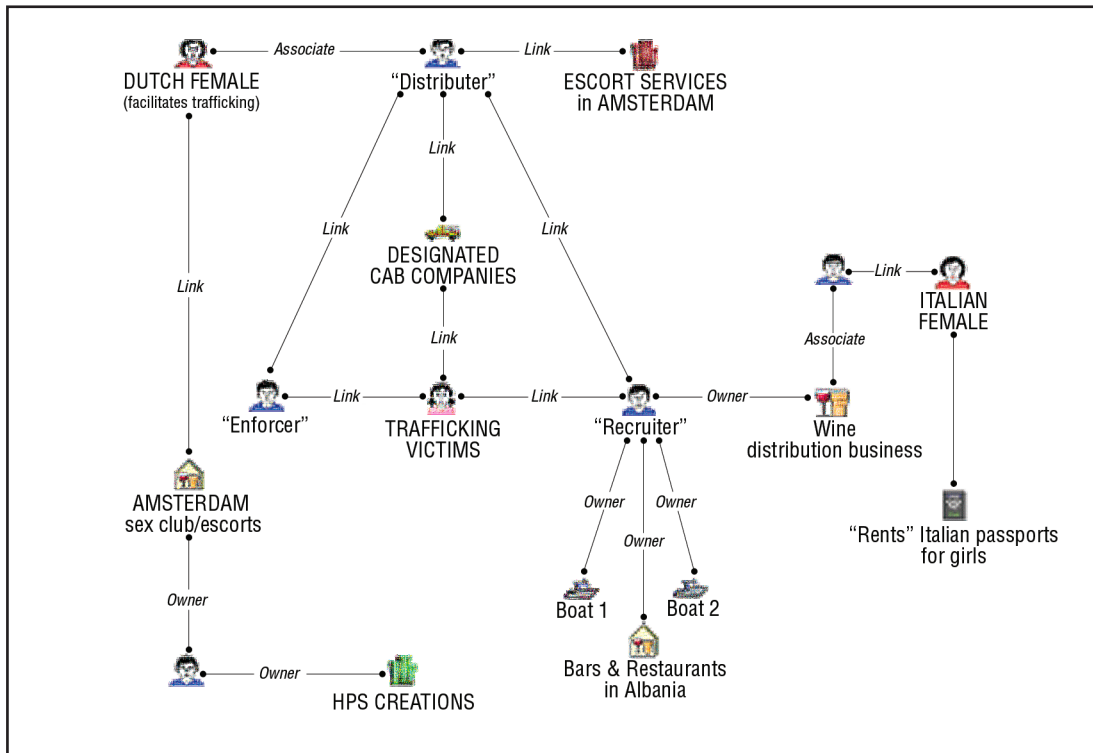 Associate
Link
DUTCH FEMALE
(facilitates trafficking)
“Distributer”
ESCORT SERVICES
in AMSTERDAM
Link
Link
Link
DESIGNATED
CAB COMPANIES
Link
Link
ITALIAN
FEMALE
Link
Associate
Link
Link
Owner
“Enforcer”
TRAFFICKING
VICTIMS
“Recruiter”
Wine
distribution business
AMSTERDAM
sex club/escorts
Owner
Owner
Owner
“Rents” Italian passports
for girls
Boat 1
Boat 2
Owner
Bars & Restaurants
in Albania
Owner
HPS CREATIONS